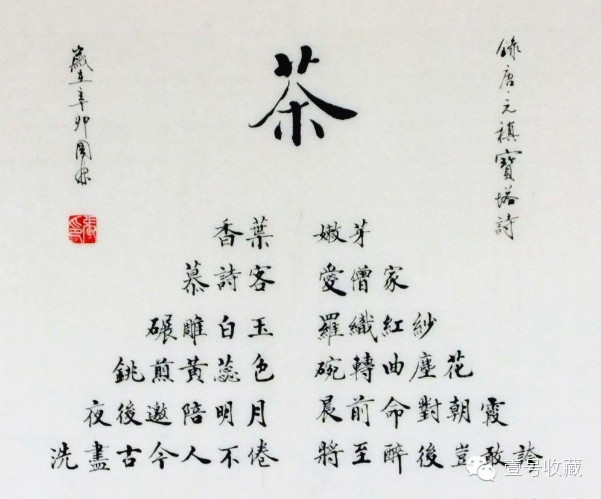 錄唐·元稹寶塔詩
茶
香葉 嫩芽
慕詩客 愛僧家
碾雕白玉 羅織紅紗
銚煎黃蕊色 碗轉曲塵花
夜後邀陪明月 晨前命對朝霞
洗盡古今人不倦 將至醉後豈敢誇
歲在辛卯
壹号收藏